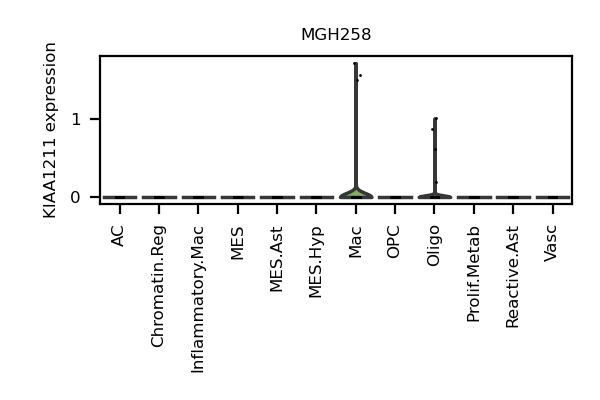 MGH258
KIAA1211 expression
1
0
AC
Chromatin.Reg
Inflammatory.Mac
MES
MES.Ast
MES.Hyp
Mac
OPC
Oligo
Prolif.Metab
Reactive.Ast
Vasc